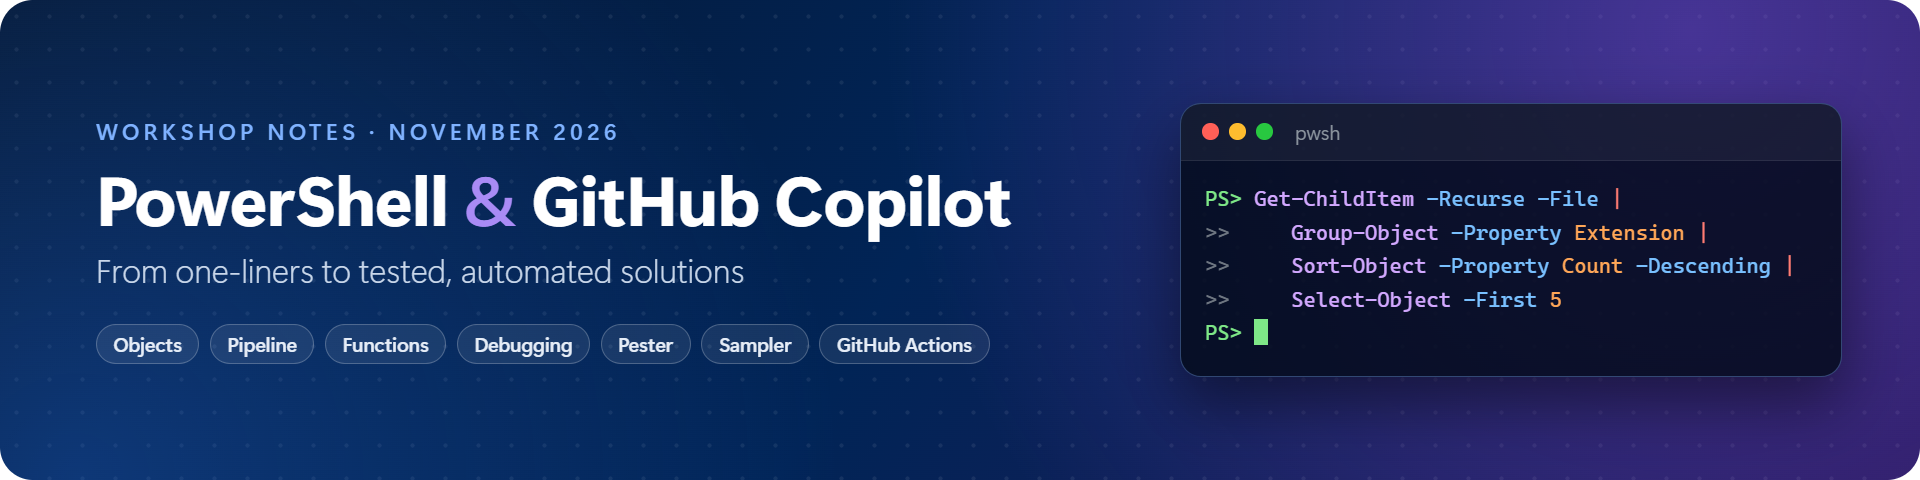 WORKSHOP NOTES · NOVEMBER 2026
PowerShell & GitHub Copilot
From one-liners to tested, automated solutions
Objects Pipeline Functions Debugging Pester Sampler GitHub Actions
pwsh
PS> Get-ChildItem -Recurse -File |
>> Group-Object -Property Extension |
>> Sort-Object -Property Count -Descending |
>> Select-Object -First 5
PS>